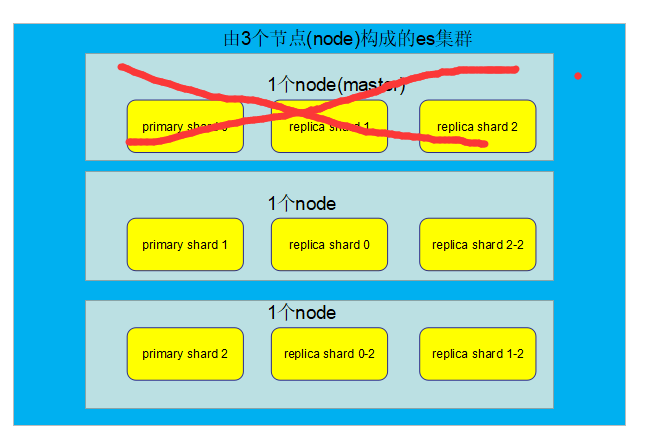 由3个节点(node)构成的es集群
1个node(master)
primary shard 0
replica shard 1
replica shard 2
1个node
primary shard 1
replica shard 0
replica shard 2-2
1个node
primary shard 2
replica shard 0-2
replica shard 1-2